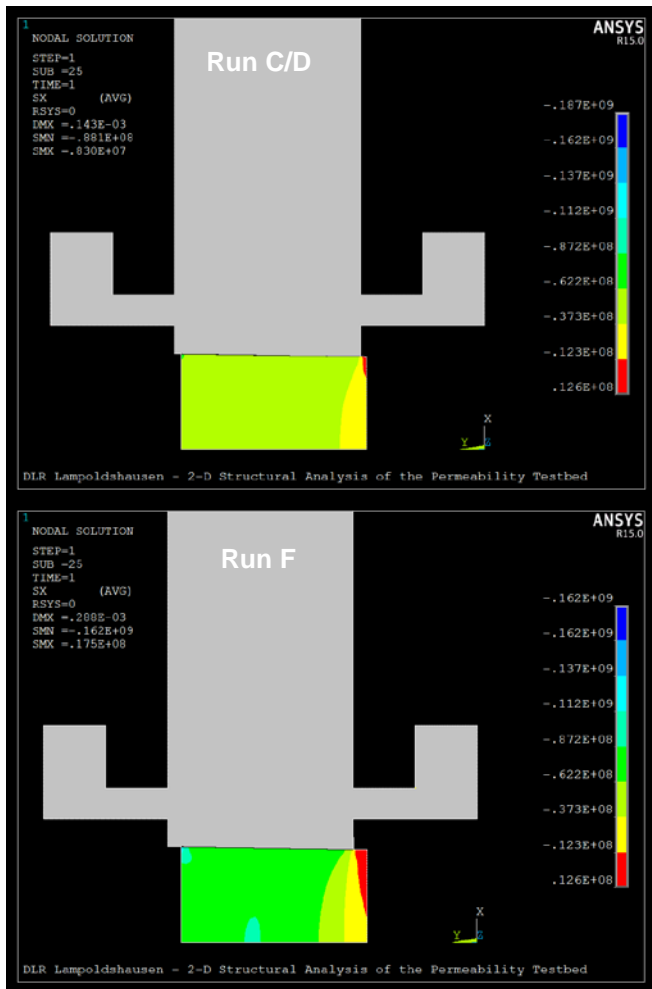 1
NODAL SOLUTION
STEP=1
SUB =25
TIME=1
SX (AVG)
RSYS=0
DMX =.143E-03
SMN =-.881E+08
SMX =.830E+07
Run C/D
ANSYS
R15.0
-.187E+09
-.162E+09
-.137E+09
-.112E+09
-.872E+08
-.622E+08
-.373E+08
-.123E+08
.126E+08
X
Y
Z
DLR Lampoldshausen - 2-D Structural Analysis of the Permeability Testbed
1
NODAL SOLUTION
STEP=1
SUB =25
TIME=1
SX (AVG)
RSYS=0
DMX =.288E-03
SMN =-.162E+09
SMX =.175E+08
Run F
ANSYS
R15.0
-.162E+09
-.162E+09
-.137E+09
-.112E+09
-.872E+08
-.622E+08
-.373E+08
-.123E+08
.126E+08
X
Y
Z
DLR Lampoldshausen - 2-D Structural Analysis of the Permeability Testbed